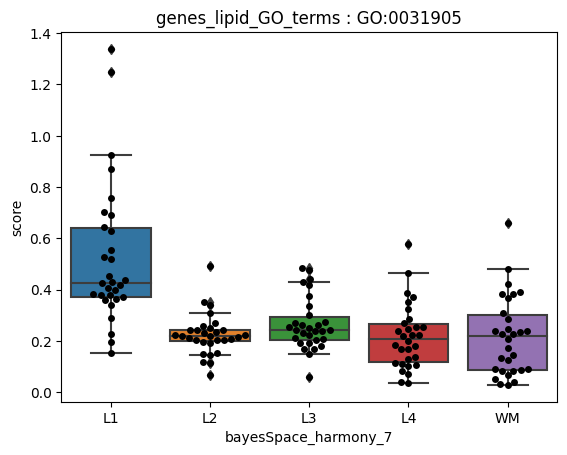 genes_lipid_GO_terms : GO:0031905
1.4
1.2
1.0
0.8
0.6
0.4
0.2
0.0
score
L1 L2 L3 L4 WM
bayesSpace_harmony_7